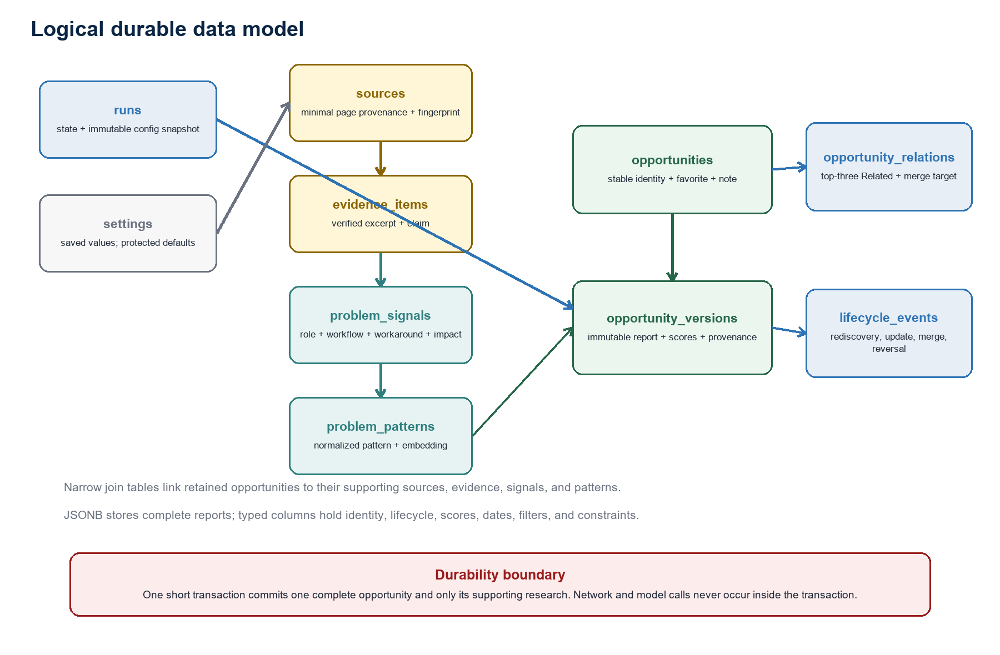 Logical durable data model
runs
state + immutable config snapshot
settings
saved values; protected defaults
sources
minimal page provenance + fingerprint
evidence_items
verified excerpt + claim
problem_signals
role + workflow + workaround + impact
problem_patterns
normalized pattern + embedding
opportunities
stable identity + favorite + note
opportunity_versions
immutable report + scores + provenance
opportunity_relations
top-three Related + merge target
lifecycle_events
rediscovery, update, merge,
reversal
Narrow join tables link retained opportunities to their supporting sources, evidence, signals, and patterns.
JSONB stores complete reports; typed columns hold identity, lifecycle, scores, dates, filters, and constraints.
Durability boundary
One short transaction commits one complete opportunity and only its supporting research. Network and model calls never occur inside the transaction.